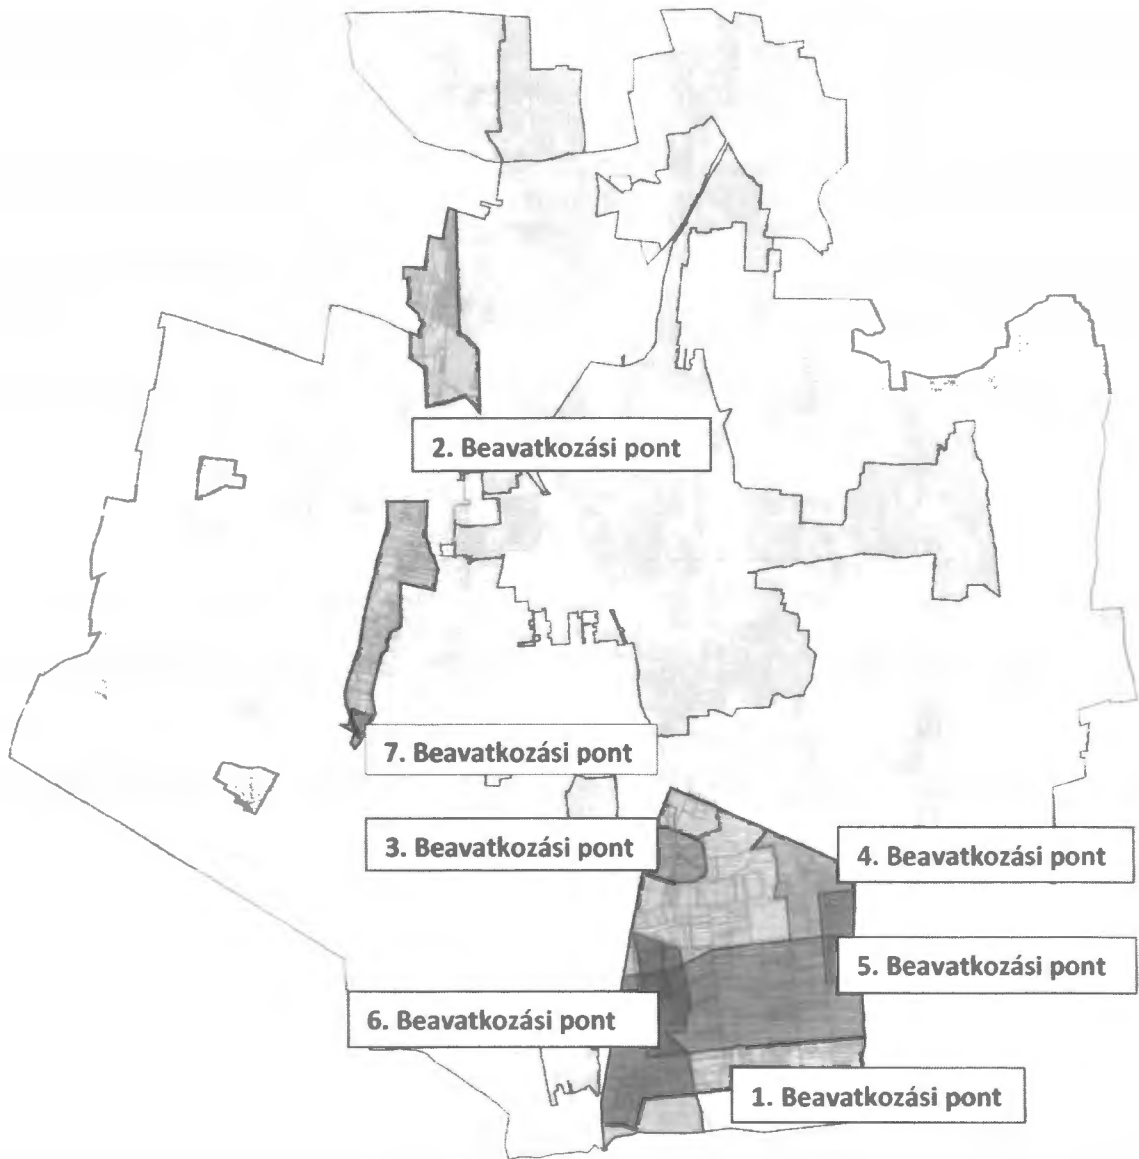 2. Beavatkozási pont
7. Beavatkozási pont
3. Beavatkozási pont
4. Beavatkozási pont
5. Beavatkozási pont
6. Beavatkozási pont
1. Beavatkozási pont